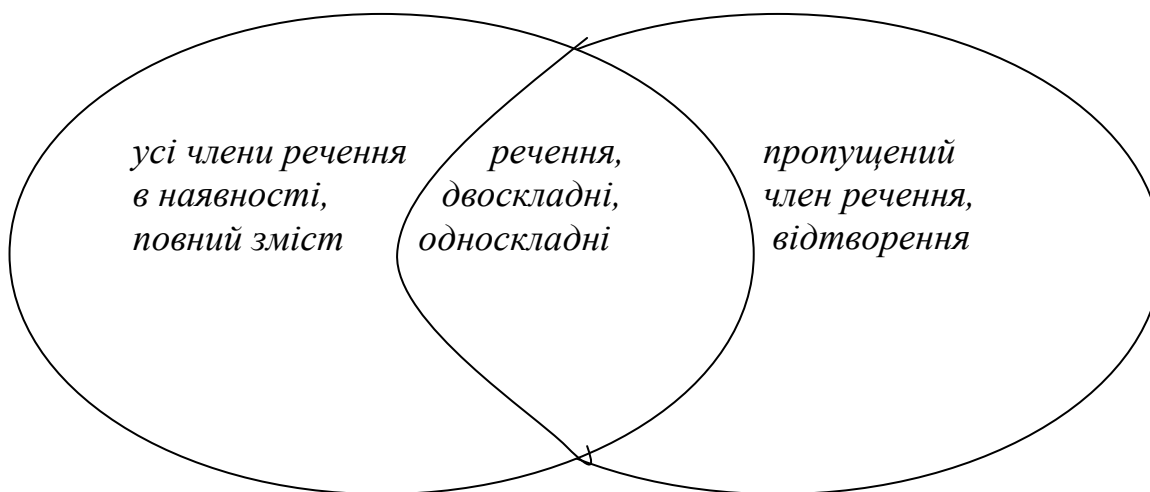 усі члени речення
в наявності,
повний зміст
речення,
двоскладні,
односкладні
пропущений
член речення,
відтворення